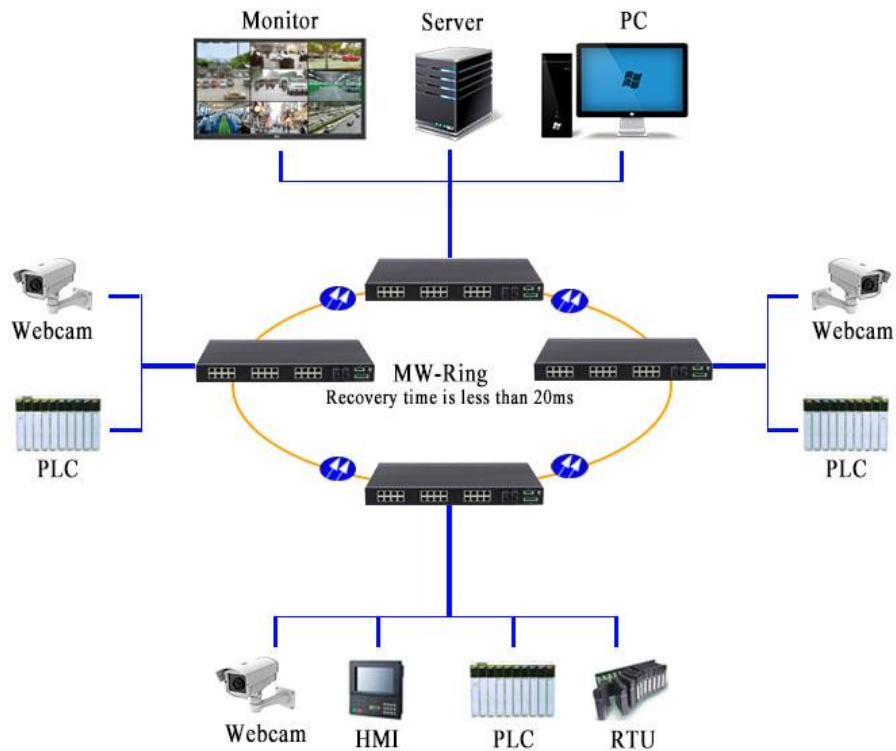 Monitor
Server
PC
Webcam
Webcam
MW-Ring
Recovery time is less than 20ms
PLC
PLC
Webcam
HMI
PLC
RTU